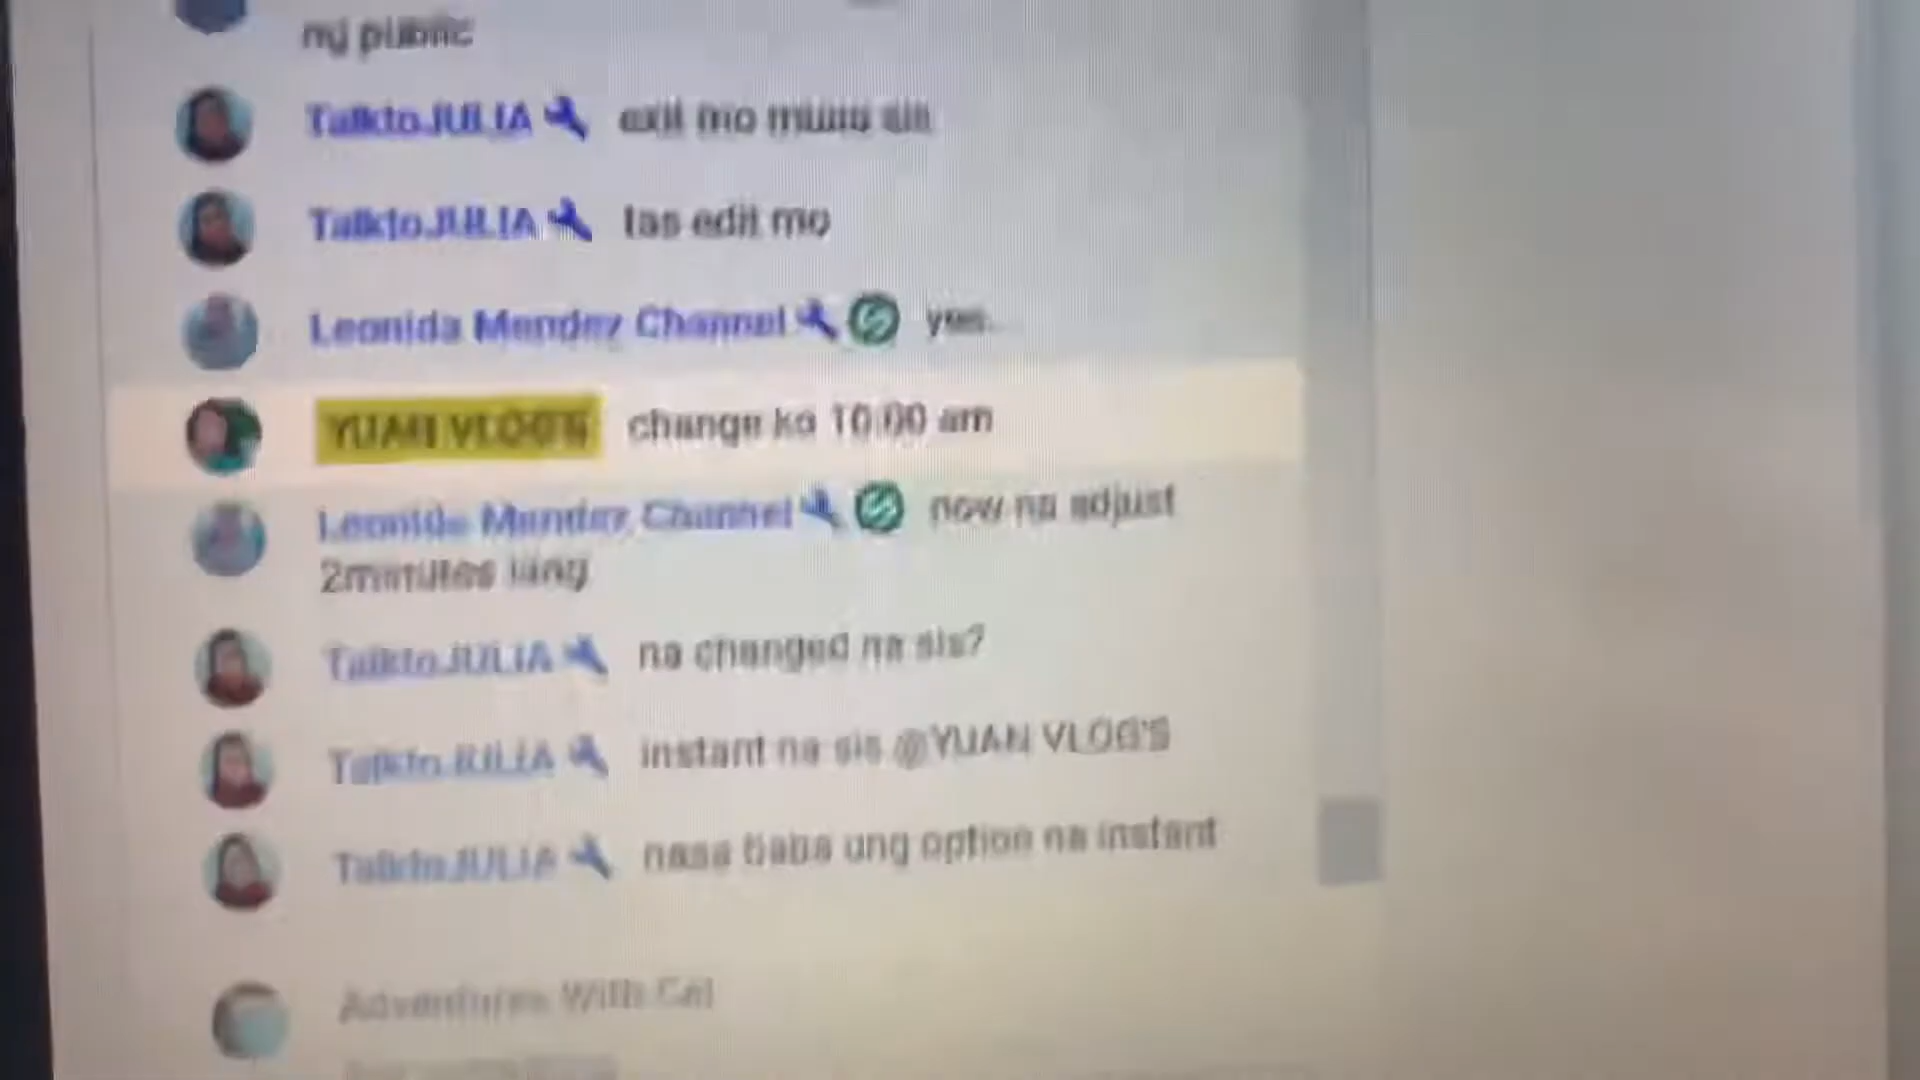 public
TalktoJULIA exit mo muna sis
TalktoJULIA tas edit mo
Leonida Mendez Channel yes.
YUAN VLOG'S change ko 10:00 am
Leonida Mendez Channel now na adjust
2minutes lang
TalktoJULIA na changed na sis?
TalktoJULIA instant na sis @YUAN VLOG'S
TalktoJULIA nasa baba ung option na instant
Adventures With Cel